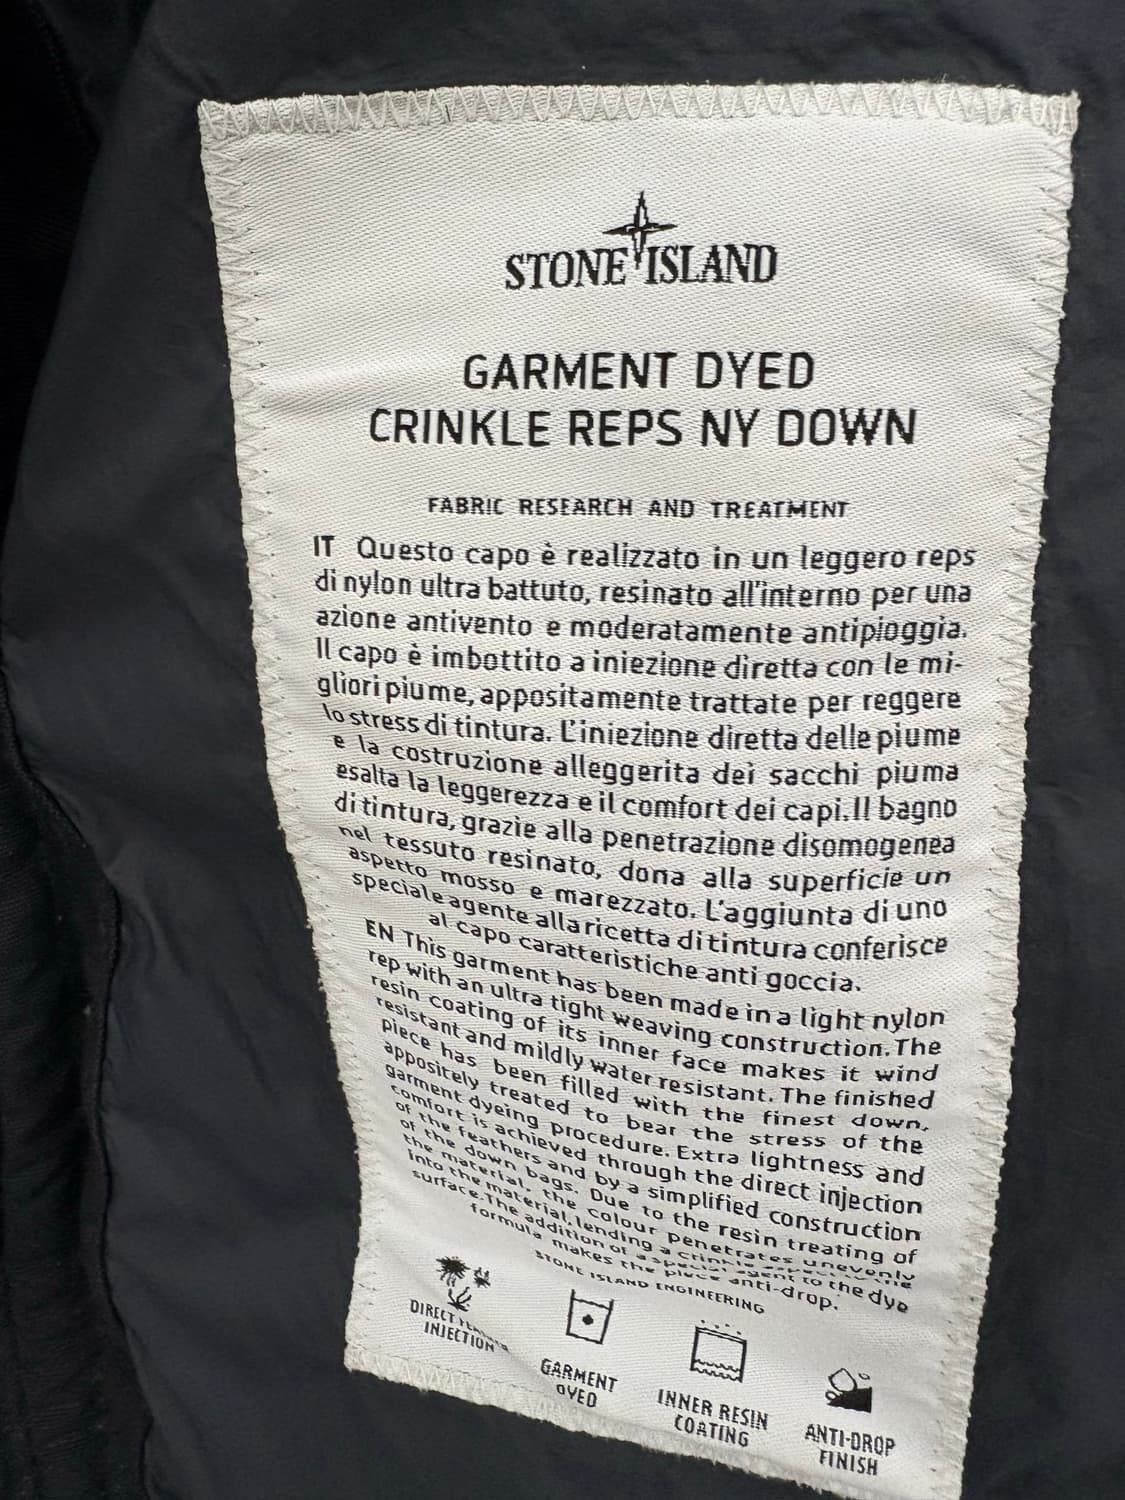 STONE ISLAND
GARMENT DYED
CRINKLE REPS NY DOWN
FABRIC RESEARCH AND TREATMENT
IT Questo capo è realizzato in un leggero reps
di nylon ultra battuto, resinato all'interno per una
azione antivento e moderatamente antipioggia.
Il capo è imbottito a iniezione diretta con le mi-
gliori piume, appositamente trattate per reggere
lo stress di tintura. L'iniezione diretta delle piume
e la costruzione alleggerita dei sacchi piuma
esalta la leggerezza e il comfort dei capi. Il bagno
di tintura, grazie alla penetrazione disomogenea
nel tessuto resinato, dona alla superficie un
aspetto mosso e marezzato. L'aggiunta di uno
speciale agente alla ricetta di tintura conferisce
al capo caratteristiche anti goccia.
EN This garment has been made in a light nylon
rep with an ultra tight weaving construction. The
resin coating of its inner face makes it wind
resistant and mildly water resistant. The finished
piece has been filled with the finest down,
appositely treated to bear the stress of the
garment dyeing procedure. Extra lightness and
comfort is achieved through the direct injection
of the feathers and by a simplified construction
of the down bags. Due to the resin treating of
the material, the colour penetrates unevenly
into the material, lending a crinkle the
surface. The addition of a special agent to the dye
formula makes the piece anti-drop.
STONE ISLAND ENGINEERING
DIRECT
INJECTION
GARMENT
DYED
INNER RESIN
COATING
ANTI-DROP
FINISH